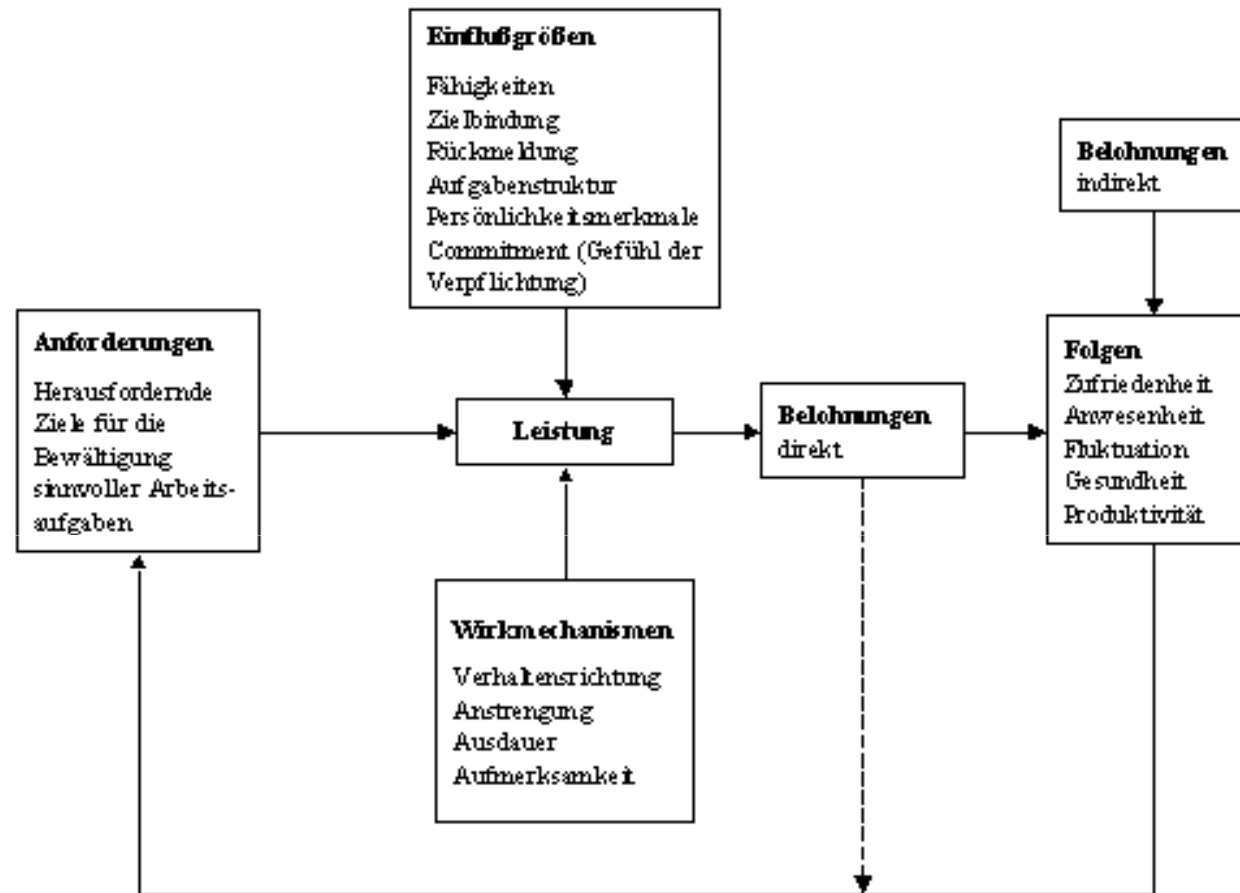 Einflußgrößen
Fähigkeiten
Zielbindung
Rückmeldung
Aufgabenstruktur
Persönlichkeitsmerkmale
Commitment (Gefühl der
Verpflichtung)
Belohnungen
indirekt
Anforderungen
Herausfordernde
Ziele für die
Bewältigung
sinnvoller Arbeits-
aufgaben
Leistung
Belohnungen
direkt
Folgen
Zufriedenheit
Anwesenheit
Fluktuation
Gesundheit
Produktivität
Wirkmechanismen
Verhaltensrichtung
Anstrengung
Ausdauer
Aufmerksamkeit